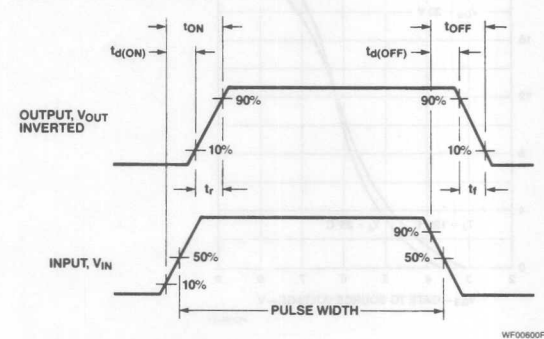 tON
tOFF
td(ON)
td(OFF)
OUTPUT, VOUT
INVERTED
90%
90%
10%
10%
tr
tf
INPUT, VIN
90%
50%
50%
10%
PULSE WIDTH
WF00600F